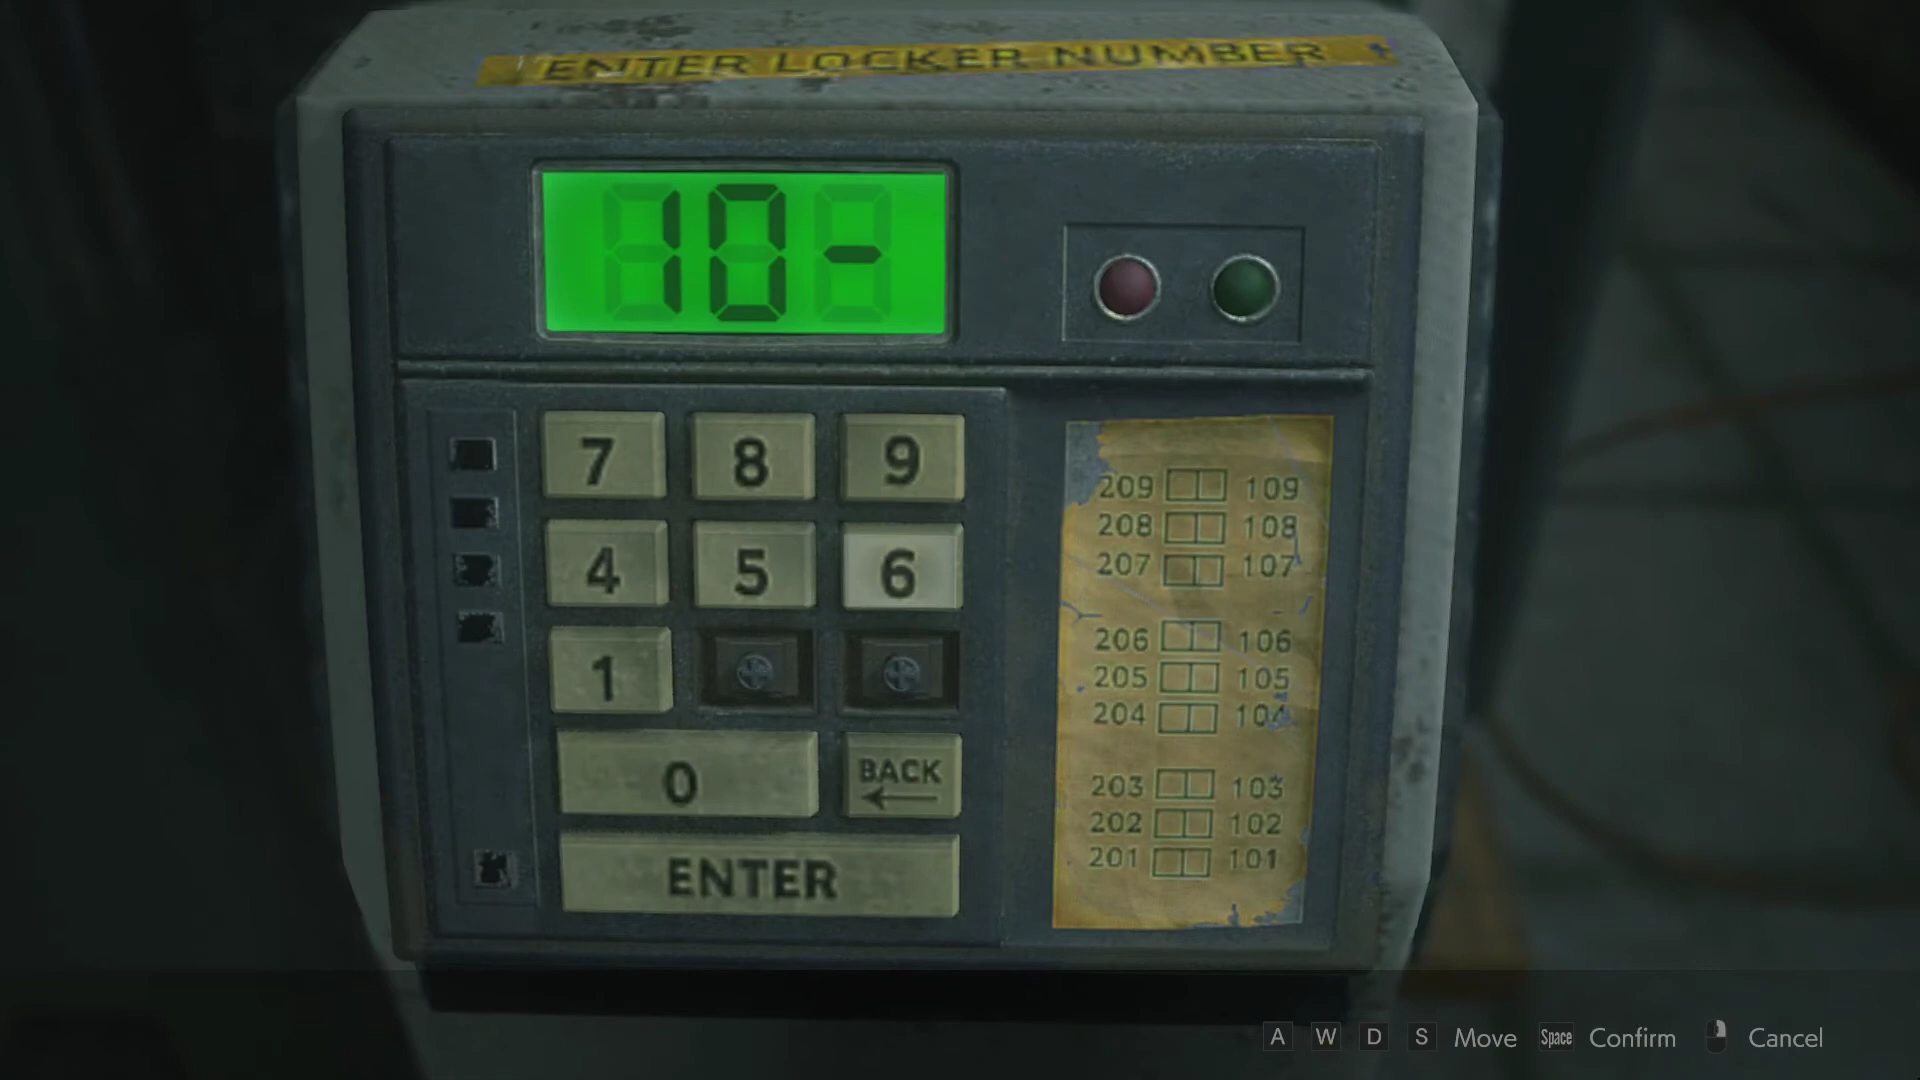 ENTER LOCKER NUMBER
10-
7 8 9
4 5 6
1
0 BACK
ENTER
209 109
208 108
207 107
206 106
205 105
204 104
203 103
202 102
201 101
A W D S Move Space Confirm Cancel